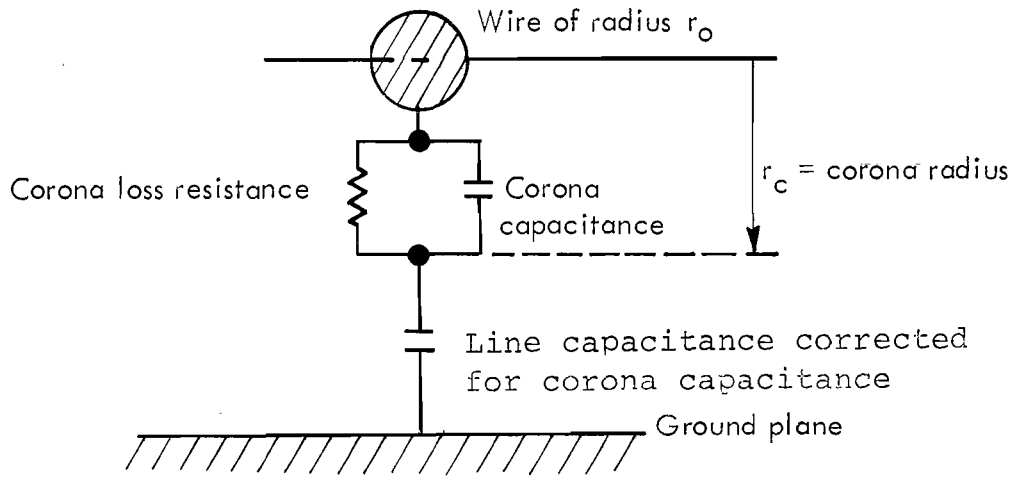 Wire of radius r_o
Corona loss resistance
Corona
capacitance
r_c = corona radius
Line capacitance corrected
for corona capacitance
Ground plane